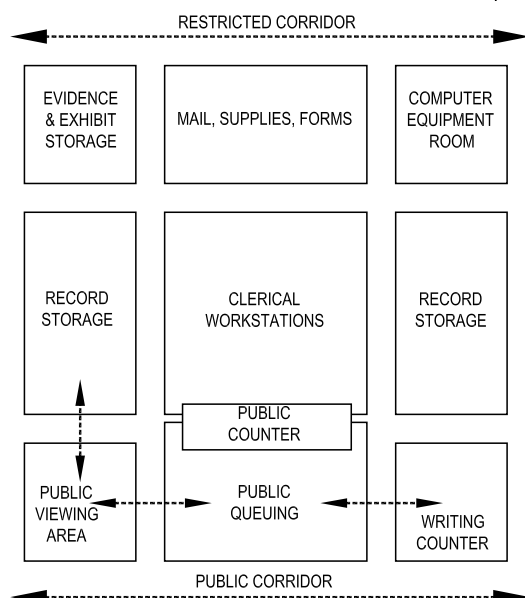 RESTRICTED CORRIDOR
EVIDENCE
& EXHIBIT
STORAGE
MAIL, SUPPLIES, FORMS
COMPUTER
EQUIPMENT
ROOM
RECORD
STORAGE
CLERICAL
WORKSTATIONS
RECORD
STORAGE
PUBLIC
COUNTER
PUBLIC
VIEWING
AREA
PUBLIC
QUEUING
WRITING
COUNTER
PUBLIC CORRIDOR